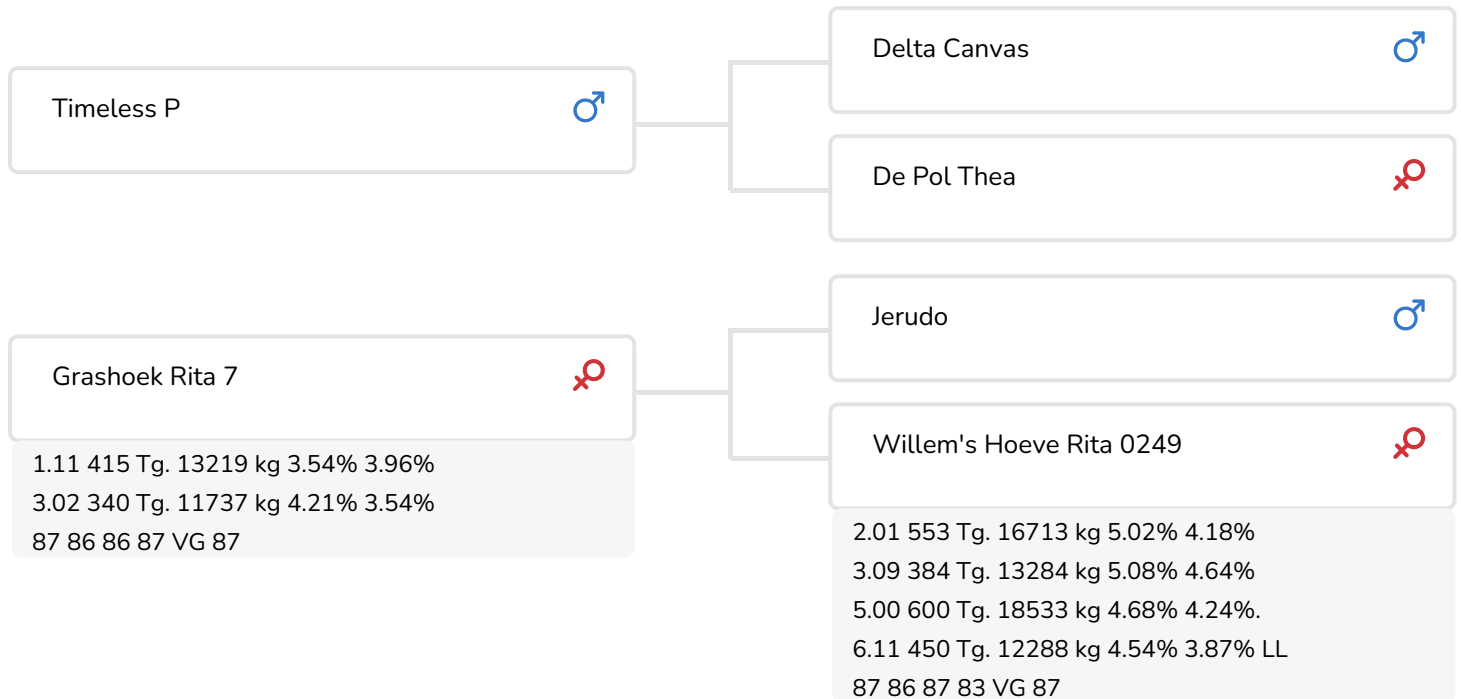 Timeless P
Delta Canvas
De Pol Thea
Grashoek Rita 7
1.11 415 Tg. 13219 kg 3.54% 3.96%
3.02 340 Tg. 11737 kg 4.21% 3.54%
87 86 86 87 VG 87
Jerudo
Willem's Hoeve Rita 0249
2.01 553 Tg. 16713 kg 5.02% 4.18%
3.09 384 Tg. 13284 kg 5.08% 4.64%
5.00 600 Tg. 18533 kg 4.68% 4.24%.
6.11 450 Tg. 12288 kg 4.54% 3.87% LL
87 86 87 83 VG 87